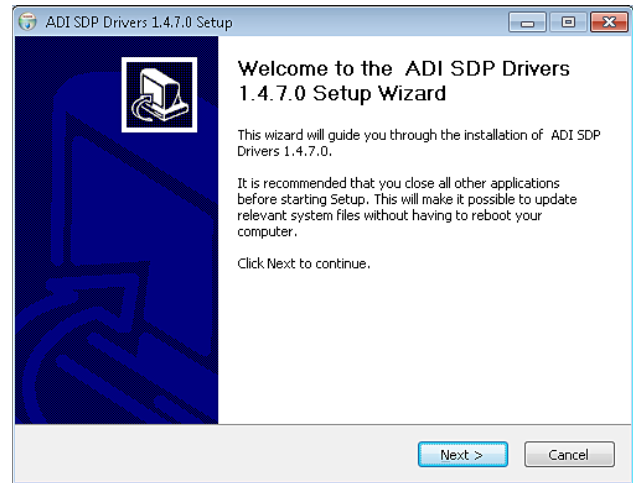 ADI SDP Drivers 1.4.7.0 Setup
Welcome to the ADI SDP Drivers
1.4.7.0 Setup Wizard
This wizard will guide you through the installation of ADI SDP
Drivers 1.4.7.0.
It is recommended that you close all other applications
before starting Setup. This will make it possible to update
relevant system files without having to reboot your
computer.
Click Next to continue.
Next >
Cancel